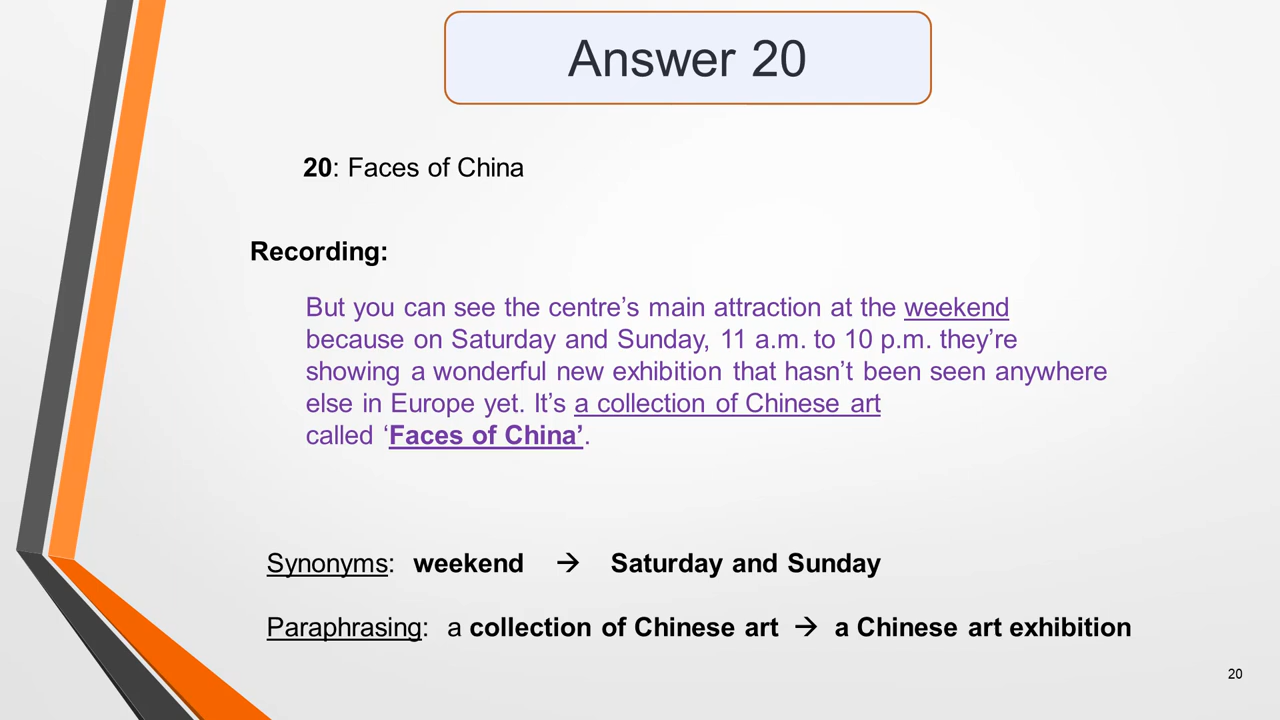 Answer 20
20: Faces of China
Recording:
But you can see the centre’s main attraction at the weekend
because on Saturday and Sunday, 11 a.m. to 10 p.m. they’re
showing a wonderful new exhibition that hasn’t been seen anywhere
else in Europe yet. It’s a collection of Chinese art
called ‘Faces of China’.
Synonyms: weekend → Saturday and Sunday
Paraphrasing: a collection of Chinese art → a Chinese art exhibition
20